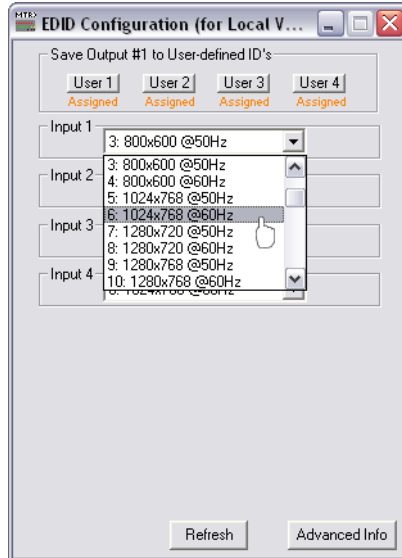 MTRX
EDID Configuration (for Local V...
Save Output #1 to User-defined ID's
User 1 User 2 User 3 User 4
Assigned Assigned Assigned Assigned
Input 1
3: 800x600 @50Hz
3: 800x600 @50Hz
4: 800x600 @60Hz
Input 2
5: 1024x768 @50Hz
6: 1024x768 @60Hz
Input 3
7: 1280x720 @50Hz
8: 1280x720 @60Hz
9: 1280x768 @50Hz
Input 4
10: 1280x768 @60Hz
Refresh Advanced Info